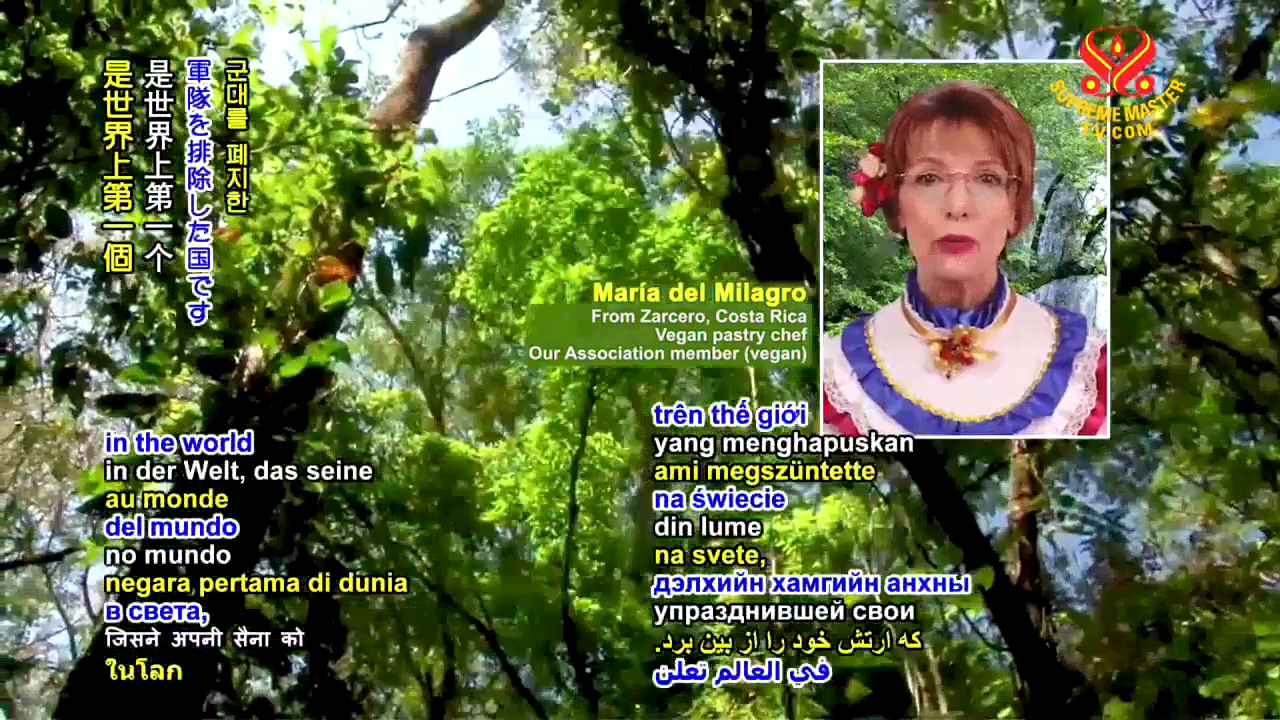 是世界上第一個
是世界上第一个
軍隊を排除した国です
군대를 폐지한
SUPREME MASTER
TV.COM
María del Milagro
From Zarcero, Costa Rica
Vegan pastry chef
Our Association member (vegan)
in the world
in der Welt, das seine
au monde
del mundo
no mundo
negara pertama di dunia
в света,
जिसने अपनी सैना को
ในโลก
trên thế giới
yang menghapuskan
ami megszüntette
na świecie
din lume
na svete,
дэлхийн хамгийн анхны
упразднившей свои
که ارتش خود را از بین برد.
في العالم تعلن